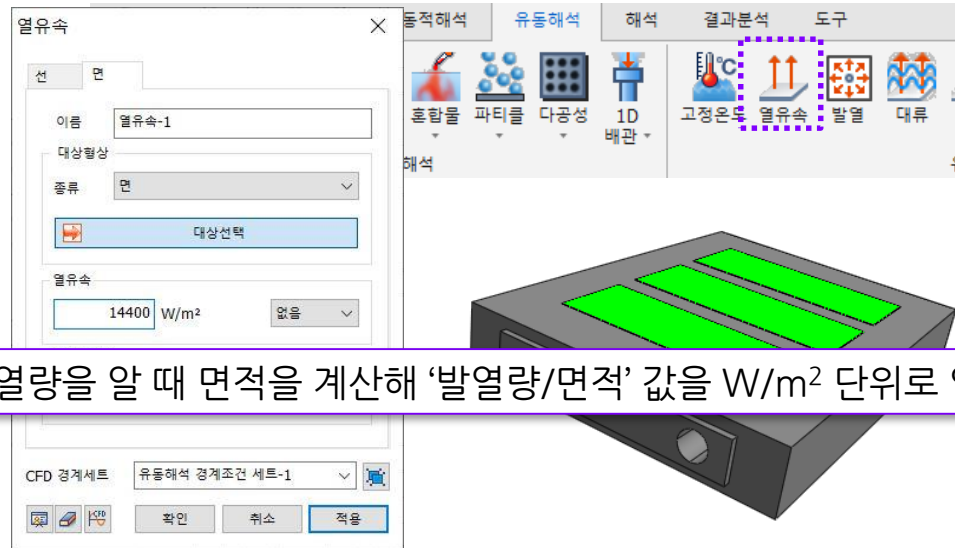 열유속
동적해석 유동해석 해석 결과분석 도구
선 면
이름 열유속-1
대상형상
종류 면
대상선택
열유속
14400 W/m² 없음
혼합물 파티클 다공성 1D 배관 고정온도 열유속 발열 대류
해석
열량을 알 때 면적을 계산해 ‘발열량/면적’ 값을 W/m² 단위로
CFD 경계세트 유동해석 경계조건 세트-1
확인 취소 적용